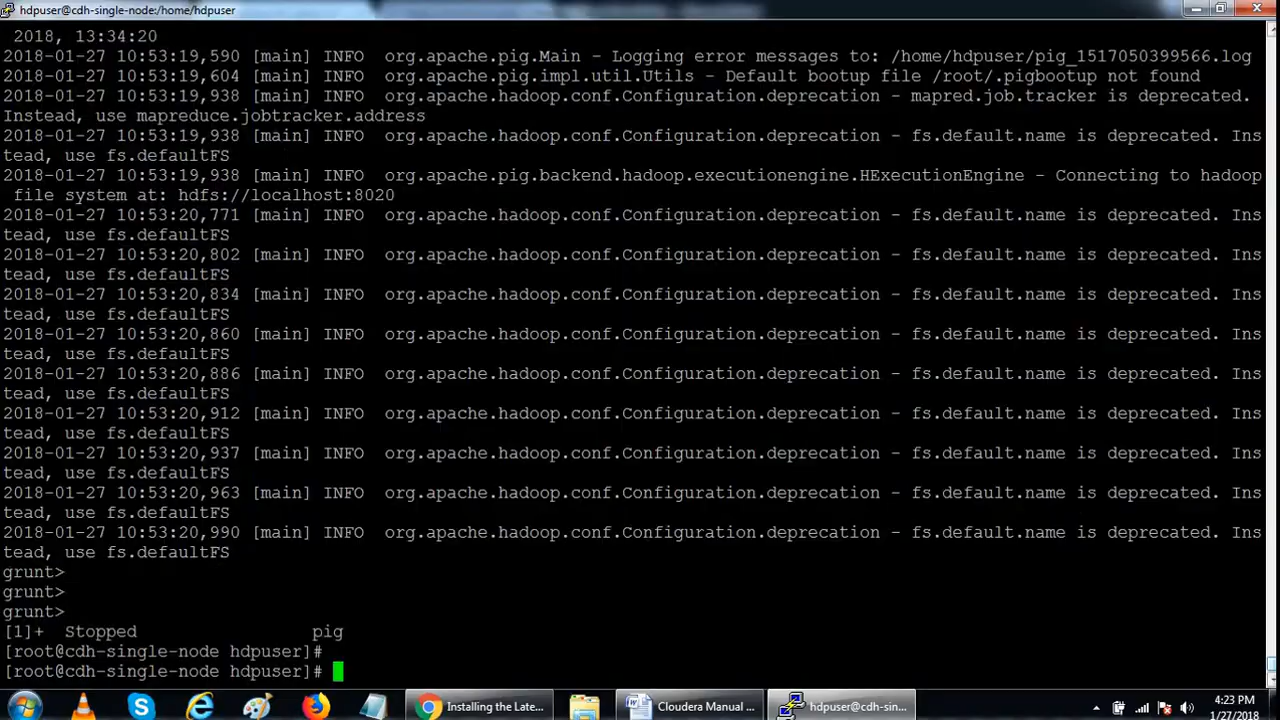 hdpuser@cdh-single-node:/home/hdpuser
2018, 13:34:20
2018-01-27 10:53:19,590 [main] INFO  org.apache.pig.Main - Logging error messages to: /home/hdpuser/pig_1517050399566.log
2018-01-27 10:53:19,604 [main] INFO  org.apache.pig.impl.util.Utils - Default bootup file /root/.pigbootup not found
2018-01-27 10:53:19,938 [main] INFO  org.apache.hadoop.conf.Configuration.deprecation - mapred.job.tracker is deprecated.
Instead, use mapreduce.jobtracker.address
2018-01-27 10:53:19,938 [main] INFO  org.apache.hadoop.conf.Configuration.deprecation - fs.default.name is deprecated. Ins
tead, use fs.defaultFS
2018-01-27 10:53:19,938 [main] INFO  org.apache.pig.backend.hadoop.executionengine.HExecutionEngine - Connecting to hadoop
file system at: hdfs://localhost:8020
2018-01-27 10:53:20,771 [main] INFO  org.apache.hadoop.conf.Configuration.deprecation - fs.default.name is deprecated. Ins
tead, use fs.defaultFS
2018-01-27 10:53:20,802 [main] INFO  org.apache.hadoop.conf.Configuration.deprecation - fs.default.name is deprecated. Ins
tead, use fs.defaultFS
2018-01-27 10:53:20,834 [main] INFO  org.apache.hadoop.conf.Configuration.deprecation - fs.default.name is deprecated. Ins
tead, use fs.defaultFS
2018-01-27 10:53:20,860 [main] INFO  org.apache.hadoop.conf.Configuration.deprecation - fs.default.name is deprecated. Ins
tead, use fs.defaultFS
2018-01-27 10:53:20,886 [main] INFO  org.apache.hadoop.conf.Configuration.deprecation - fs.default.name is deprecated. Ins
tead, use fs.defaultFS
2018-01-27 10:53:20,912 [main] INFO  org.apache.hadoop.conf.Configuration.deprecation - fs.default.name is deprecated. Ins
tead, use fs.defaultFS
2018-01-27 10:53:20,937 [main] INFO  org.apache.hadoop.conf.Configuration.deprecation - fs.default.name is deprecated. Ins
tead, use fs.defaultFS
2018-01-27 10:53:20,963 [main] INFO  org.apache.hadoop.conf.Configuration.deprecation - fs.default.name is deprecated. Ins
tead, use fs.defaultFS
2018-01-27 10:53:20,990 [main] INFO  org.apache.hadoop.conf.Configuration.deprecation - fs.default.name is deprecated. Ins
tead, use fs.defaultFS
grunt>
grunt>
grunt>
[1]+  Stopped                 pig
[root@cdh-single-node hdpuser]#
[root@cdh-single-node hdpuser]#
Installing the Late... Cloudera Manual ... hdpuser@cdh-sin... 4:23 PM
1/27/2018